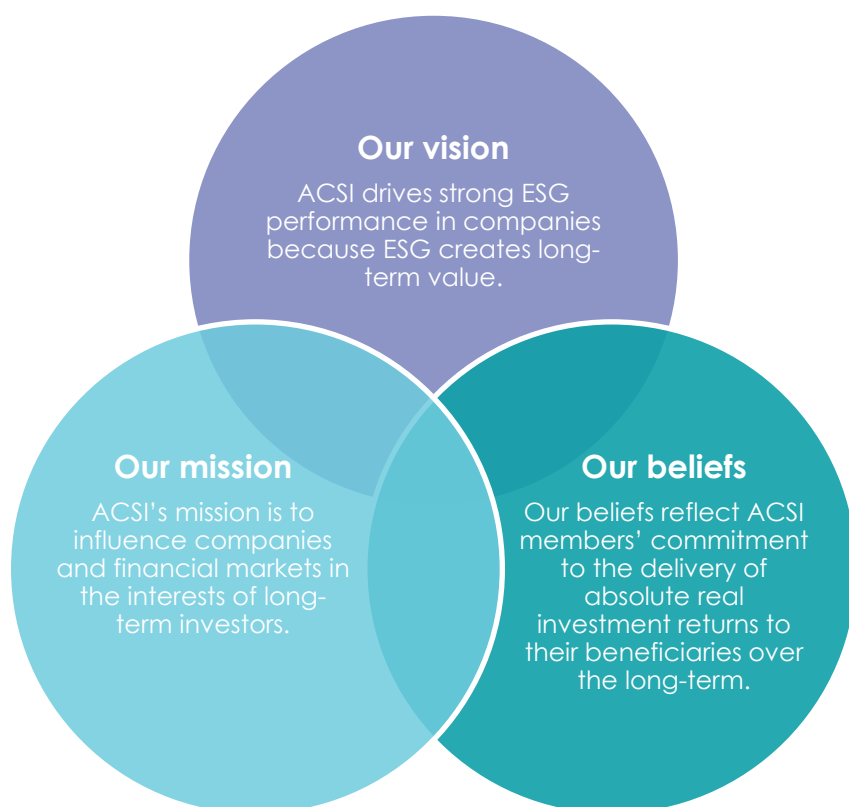 Our vision
ACSI drives strong ESG
performance in companies
because ESG creates long-
term value.
Our mission
ACSI’s mission is to
influence companies
and financial markets in
the interests of long-
term investors.
Our beliefs
Our beliefs reflect ACSI
members’ commitment
to the delivery of
absolute real
investment returns to
their beneficiaries over
the long-term.